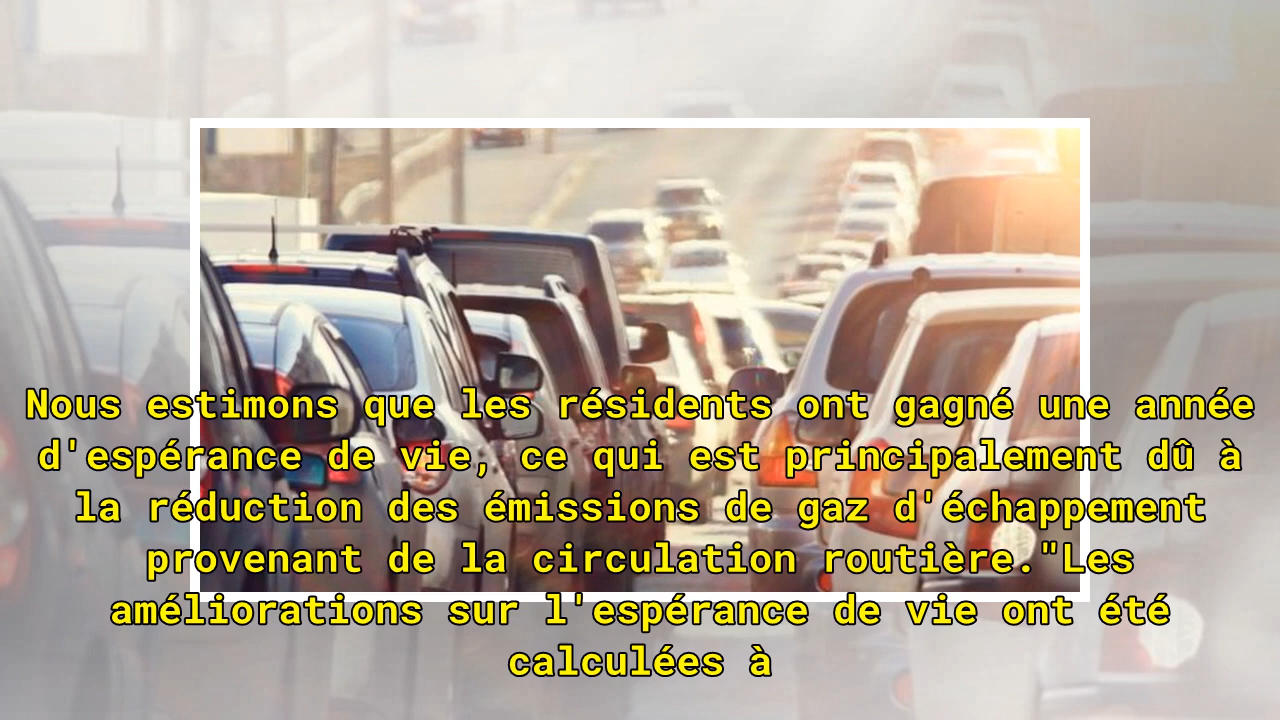 Nous estimons que les résidents ont gagné une année
d'espérance de vie, ce qui est principalement dû à
la réduction des émissions de gaz d'échappement
provenant de la circulation routière."Les
améliorations sur l'espérance de vie ont été
calculées à